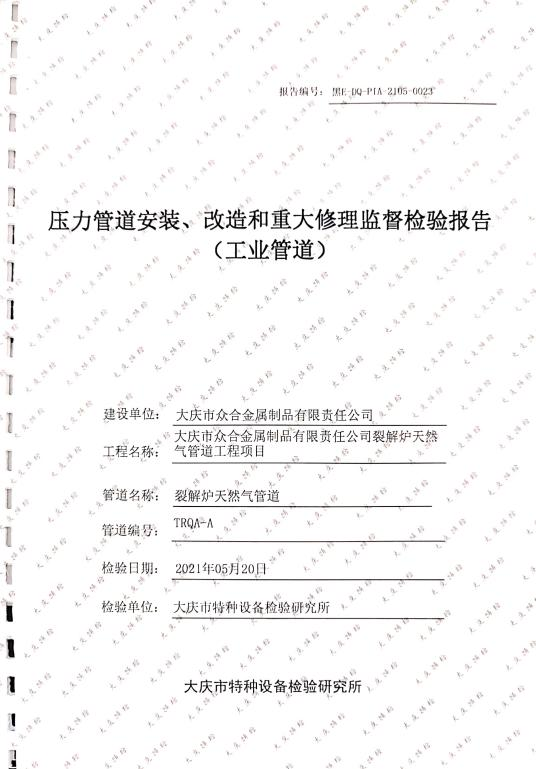 报告编号: 黑E-DQ-PIA-2105-0023
压力管道安装、改造和重大修理监督检验报告
（工业管道）
建设单位: 大庆市众合金属制品有限责任公司
工程名称: 大庆市众合金属制品有限责任公司裂解炉天然
气管道工程项目
管道名称: 裂解炉天然气管道
管道编号: TRQA-A
检验日期: 2021年05月20日
检验单位: 大庆市特种设备检验研究所
大庆市特种设备检验研究所